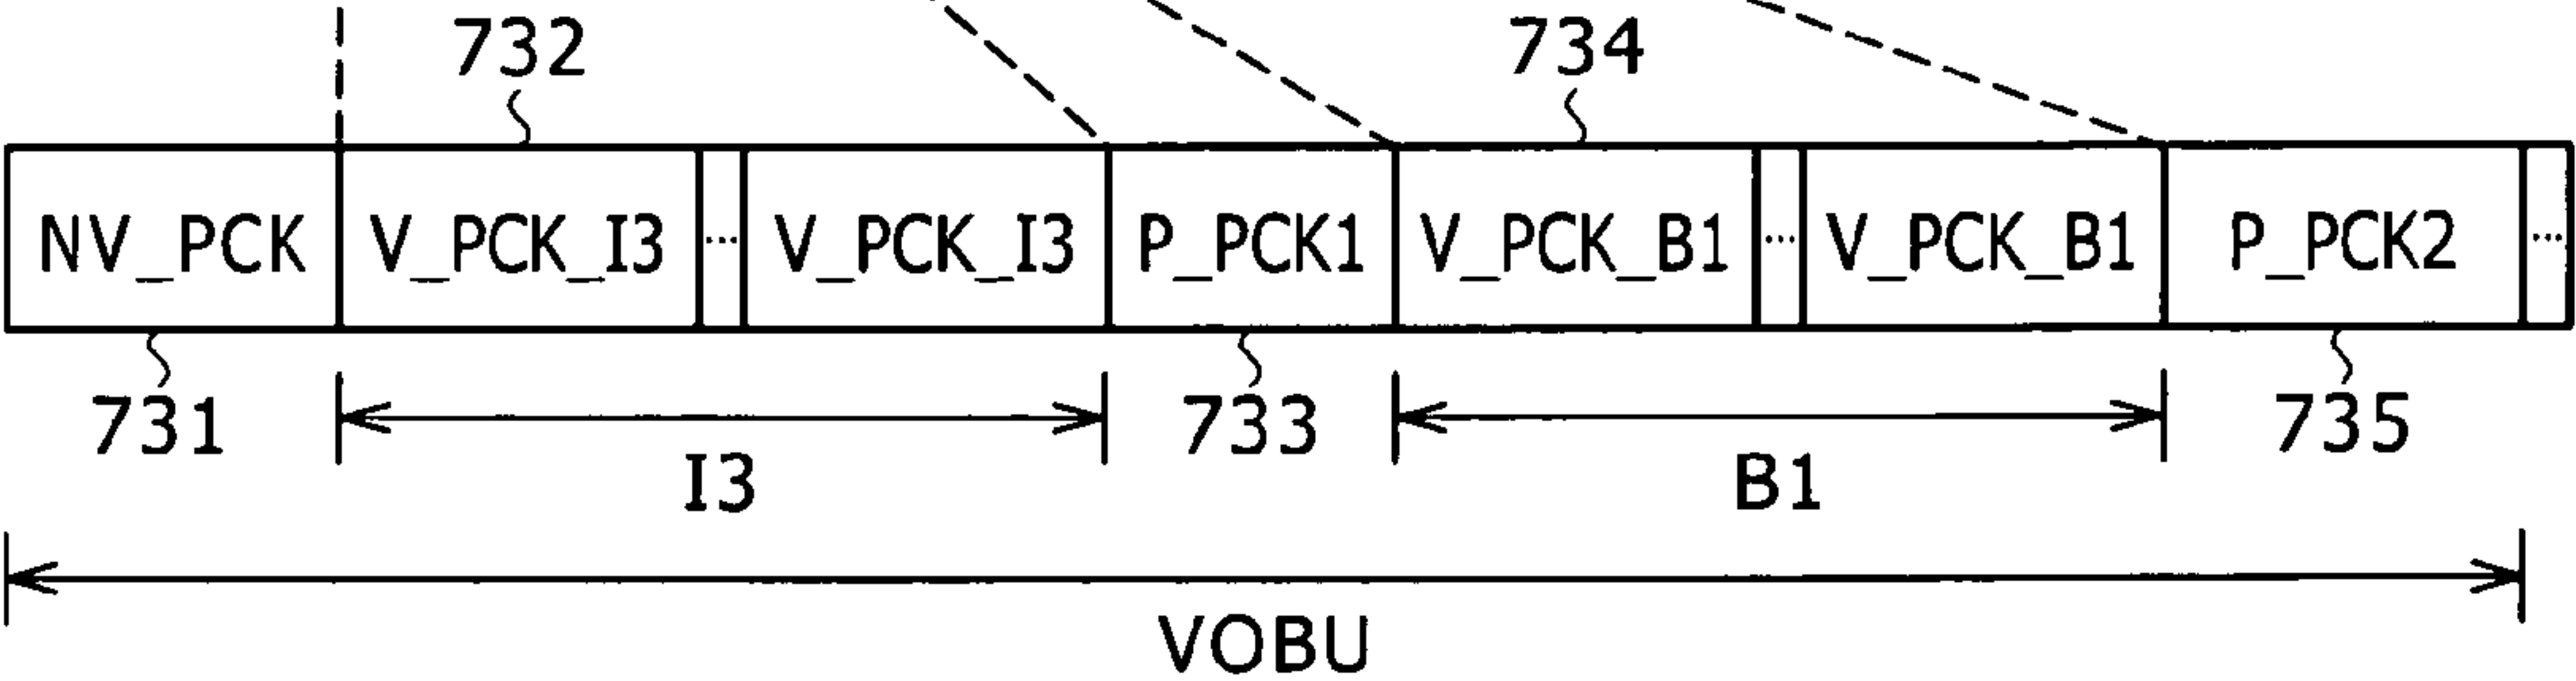 732 734
NV_PCK V_PCK_I3 ... V_PCK_I3 P_PCK1 V_PCK_B1 ... V_PCK_B1 P_PCK2 ...
731 733 735
I3 B1
VOBU